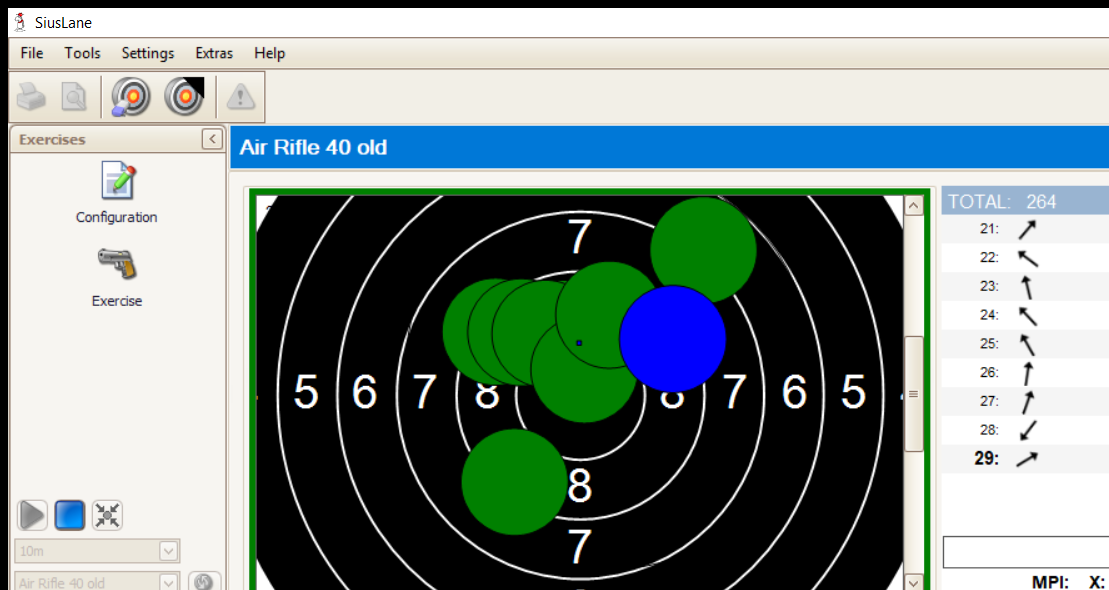 SiusLane
File Tools Settings Extras Help
Exercises
Configuration
Exercise
10m
Air Rifle 40 old
Air Rifle 40 old
7
5 6 7 8 8 7 6 5
8
7
TOTAL: 264
21:
22:
23:
24:
25:
26:
27:
28:
29:
MPI: X: